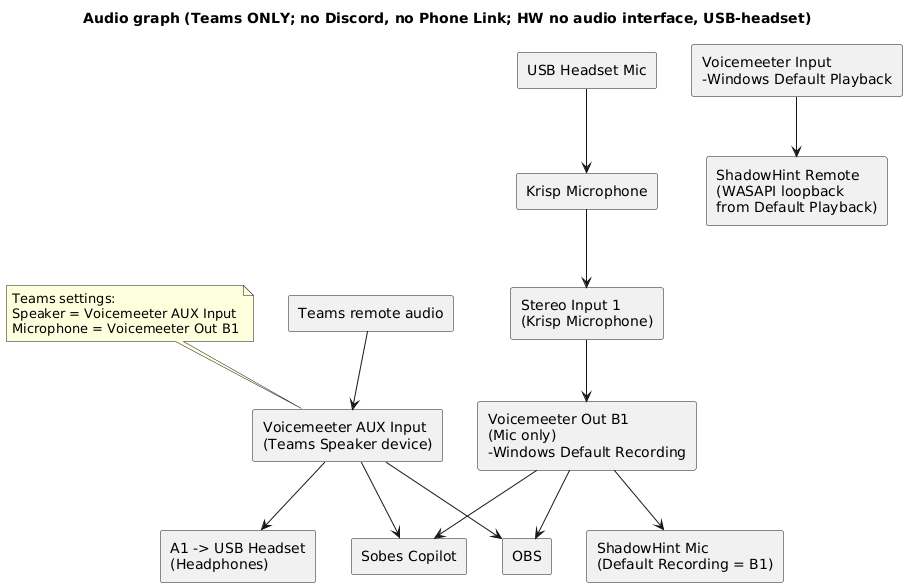 Audio graph (Teams ONLY; no Discord, no Phone Link; HW no audio interface, USB-headset)
USB Headset Mic
Voicemeeter Input
-Windows Default Playback
Krisp Microphone
ShadowHint Remote
(WASAPI loopback
from Default Playback)
Teams settings:
Speaker = Voicemeeter AUX Input
Microphone = Voicemeeter Out B1
Teams remote audio
Stereo Input 1
(Krisp Microphone)
Voicemeeter AUX Input
(Teams Speaker device)
Voicemeeter Out B1
(Mic only)
-Windows Default Recording
A1 -> USB Headset
(Headphones)
Sobes Copilot
OBS
ShadowHint Mic
(Default Recording = B1)